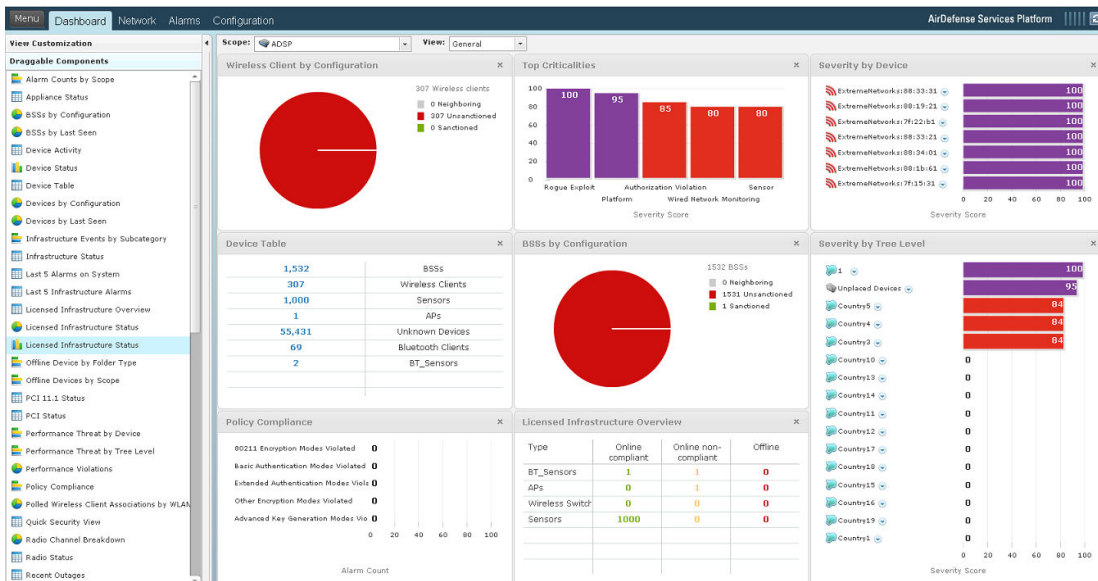 Menu Dashboard Network Alarms Configuration AirDefense Services Platform
View Customization
Draggable Components
Alarm Counts by Scope
Appliance Status
BSSs by Configuration
BSSs by Last Seen
Device Activity
Device Status
Device Table
Devices by Configuration
Devices by Last Seen
Infrastructure Events by Subcategory
Infrastructure Status
Last 5 Alarms on System
Last 5 Infrastructure Alarms
Licensed Infrastructure Overview
Licensed Infrastructure Status
Licensed Infrastructure Status
Offline Device by Folder Type
Offline Devices by Scope
PCI 11.1 Status
PCI Status
Performance Threat by Device
Performance Threat by Tree Level
Performance Violations
Policy Compliance
Polled Wireless Client Associations by WLAN
Quick Security View
Radio Channel Breakdown
Radio Status
Recent Outages
Scope: ADSP View: General
Wireless Client by Configuration
307 Wireless clients
0 Neighboring
307 Unsanctioned
0 Sanctioned
Top Criticalities
100
80
60
40
20
0
100 95 85 80 80
Rogue Exploit Authorization Violation Sensor
Platform Wired Network Monitoring
Severity Score
Severity by Device
ExtremeNetworks:88:33:31 100
ExtremeNetworks:88:19:21 100
ExtremeNetworks:7f:22:b1 100
ExtremeNetworks:88:33:21 100
ExtremeNetworks:88:34:01 100
ExtremeNetworks:88:1b:61 100
ExtremeNetworks:7f:15:31 100
0 20 40 60 80 100
Severity Score
Device Table
1,532 BSSs
307 Wireless Clients
1,000 Sensors
1 APs
55,431 Unknown Devices
69 Bluetooth Clients
2 BT_Sensors
BSSs by Configuration
1532 BSSs
0 Neighboring
1531 Unsanctioned
1 Sanctioned
Severity by Tree Level
1 100
Unplaced Devices 95
Country5 84
Country4 84
Country3 84
Country10 0
Country13 0
Country14 0
Country11 0
Country12 0
Country17 0
Country18 0
Country15 0
Country16 0
Country19 0
Country1 0
0 20 40 60 80 100
Severity Score
Policy Compliance
80211 Encryption Modes Violated 0
Basic Authentication Modes Violated 0
Extended Authentication Modes Viols 0
Other Encryption Modes Violated 0
Advanced Key Generation Modes Vio 0
0 20 40 60 80 100
Alarm Count
Licensed Infrastructure Overview
Type Online compliant Online non-compliant Offline
BT_Sensors 1 1 0
APs 0 1 0
Wireless Switch 0 0 0
Sensors 1000 0 0